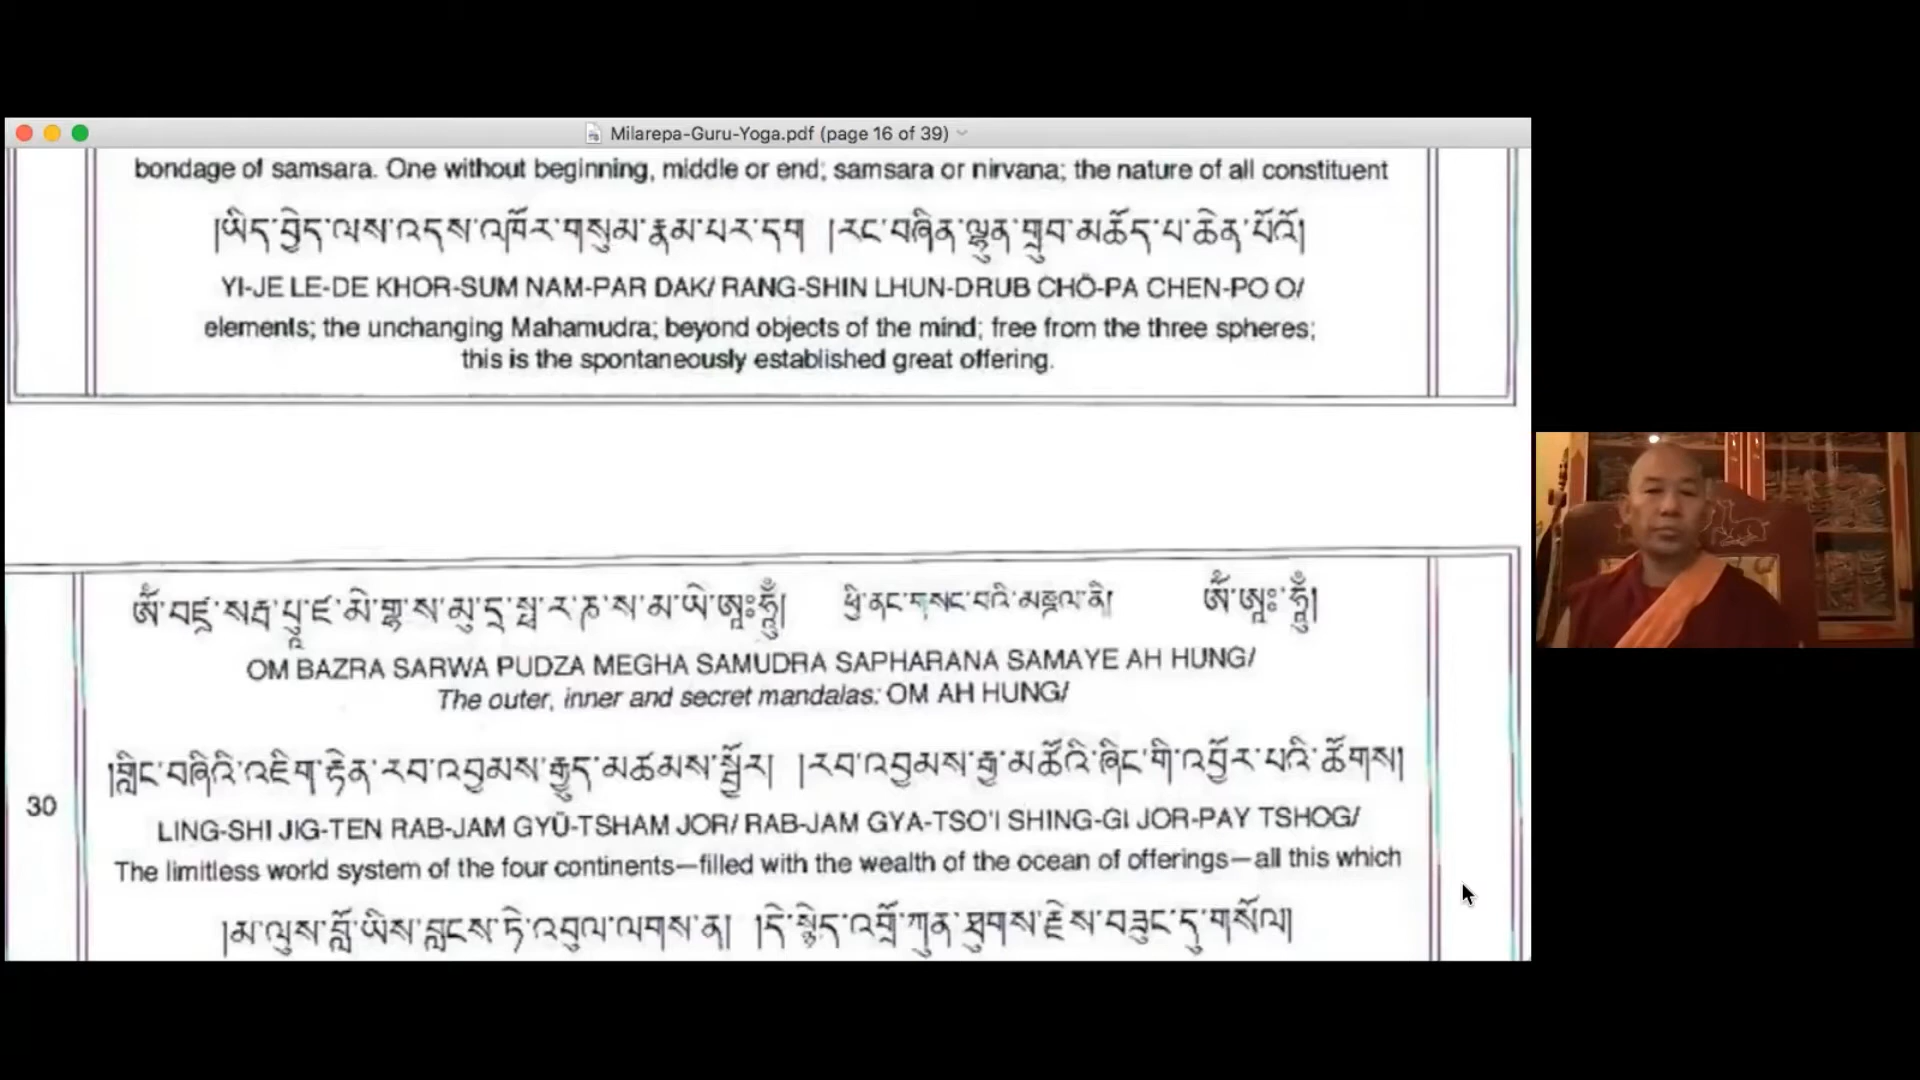 Milarepa-Guru-Yoga.pdf (page 16 of 39)
bondage of samsara. One without beginning, middle or end; samsara or nirvana; the nature of all constituent
།ཡིད་བྱེད་ལས་འདས་འཁོར་གསུམ་རྣམ་པར་དག །རང་བཞིན་ལྷུན་གྲུབ་མཆོད་པ་ཆེན་པོའོ།
YI-JE LE-DE KHOR-SUM NAM-PAR DAK/ RANG-SHIN LHUN-DRUB CHÖ-PA CHEN-PO O/
elements; the unchanging Mahamudra; beyond objects of the mind; free from the three spheres;
this is the spontaneously established great offering.
ཨོཾ་བཛྲ་སརྦ་པཱུ་ཛ་མེ་གྷ་ས་མུ་དྲ་སྤ་ར་ཎ་ས་མ་ཡེ་ཨཱཿཧཱུྃ། ཕྱི་ནང་གསང་བའི་མཎྜལ་ནི། ཨོཾ་ཨཱཿཧཱུྃ།
OM BAZRA SARWA PUDZA MEGHA SAMUDRA SAPHARANA SAMAYE AH HUNG/
The outer, inner and secret mandalas: OM AH HUNG/
།གླིང་བཞིའི་འཇིག་རྟེན་རབ་འབྱམས་རྒྱུད་མཚམས་སྦྱོར། །རབ་འབྱམས་རྒྱ་མཚོའི་ཞིང་གི་འབྱོར་པའི་ཚོགས།
30
LING-SHI JIG-TEN RAB-JAM GYÜ-TSHAM JOR/ RAB-JAM GYA-TSO'I SHING-GI JOR-PAY TSHOG/
The limitless world system of the four continents—filled with the wealth of the ocean of offerings—all this which
།མ་ལུས་བློ་ཡིས་བླངས་ཏེ་འབུལ་ལགས་ན། །དེ་སྙེད་འགྲོ་ཀུན་ཐུགས་རྗེས་བཟུང་དུ་གསོལ།